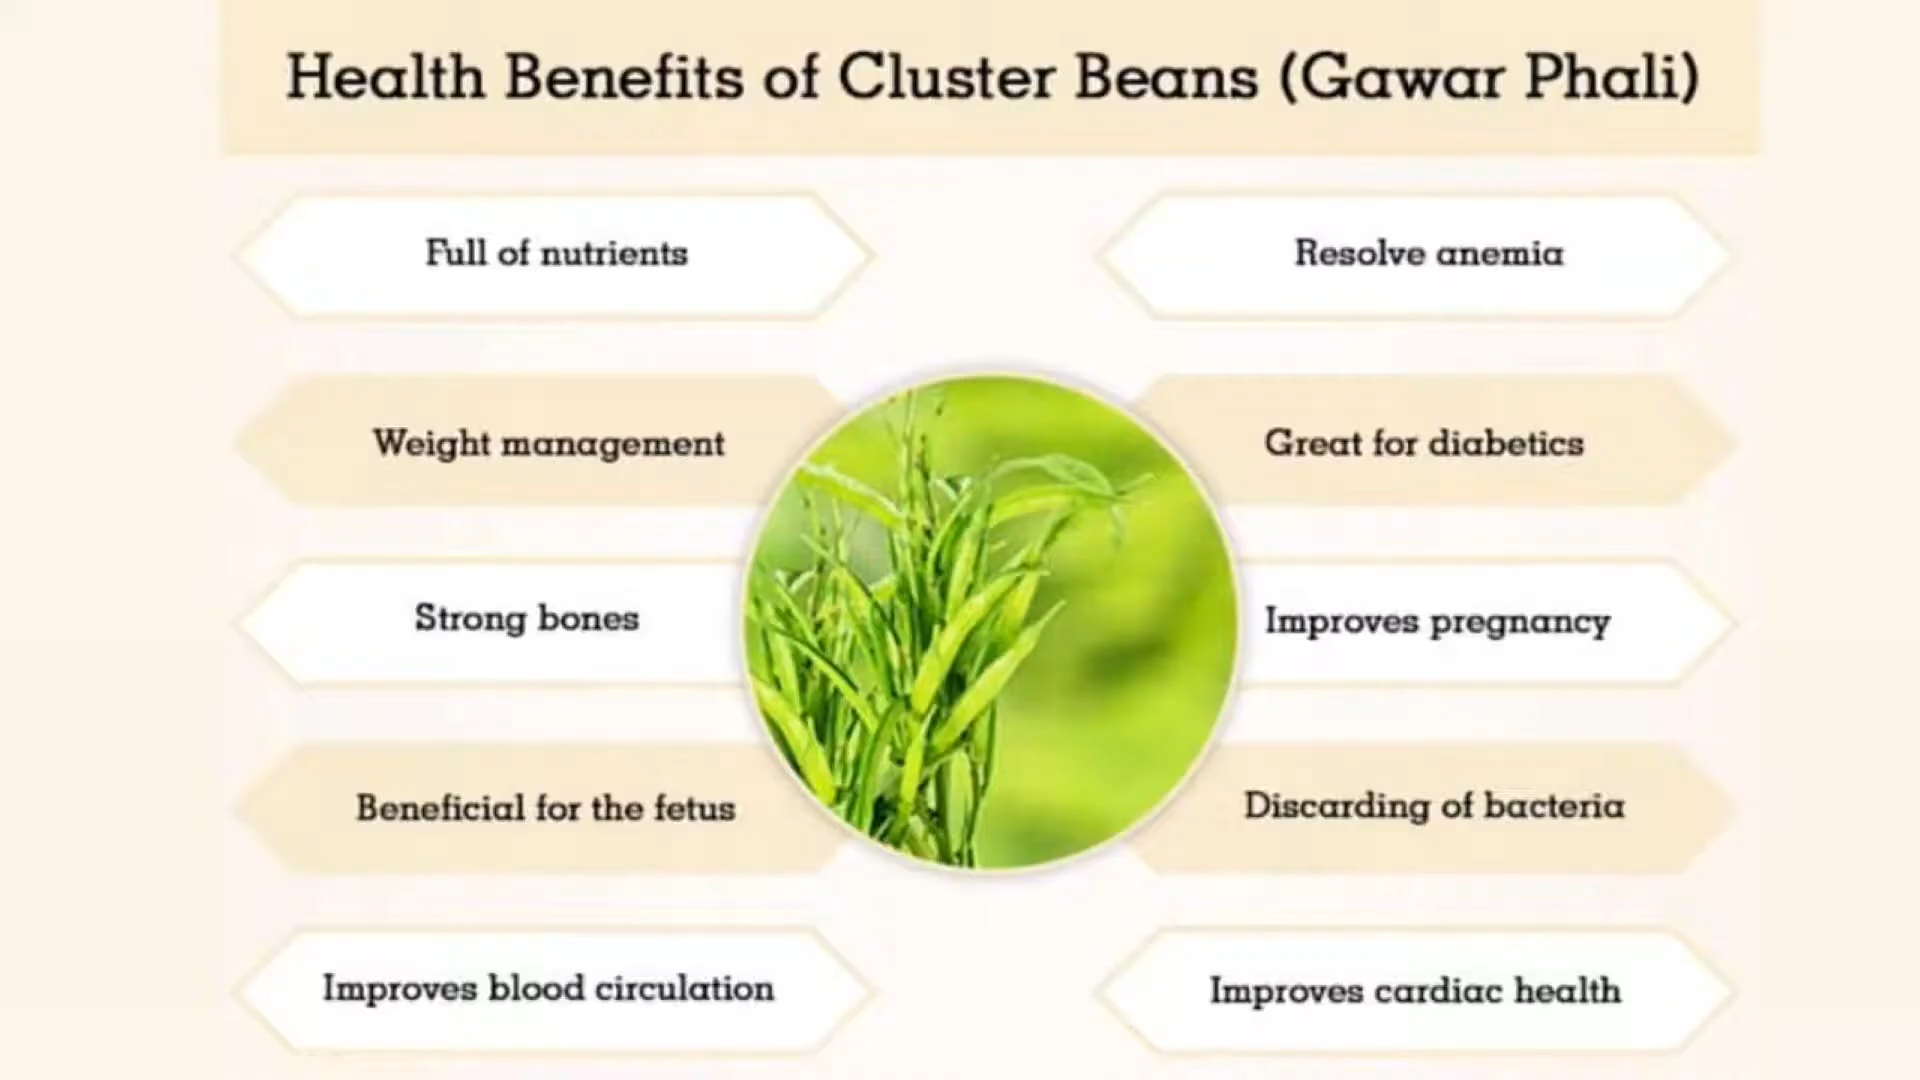 Health Benefits of Cluster Beans (Gawar Phali)
Full of nutrients
Resolve anemia
Weight management
Great for diabetics
Strong bones
Improves pregnancy
Beneficial for the fetus
Discarding of bacteria
Improves blood circulation
Improves cardiac health